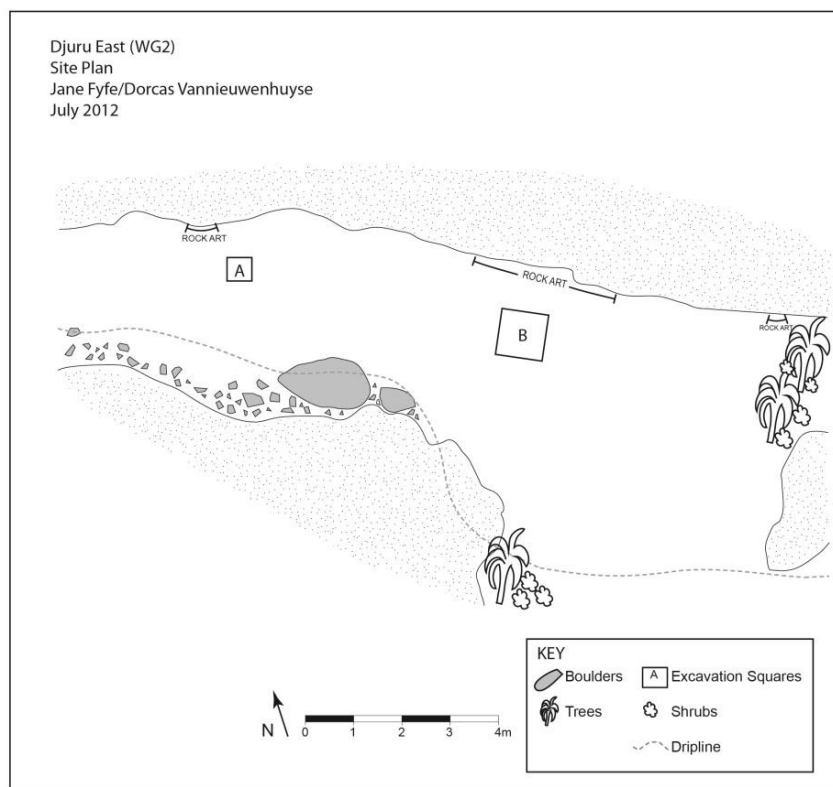 Djuru East (WG2)
Site Plan
Jane Fyfe/Dorcas Vannieuwenhuyse
July 2012
ROCK ART
A
ROCK ART
B
ROCK ART
KEY
Boulders
A
Excavation Squares
Trees
Shrubs
Dripline
N
0 1 2 3 4m